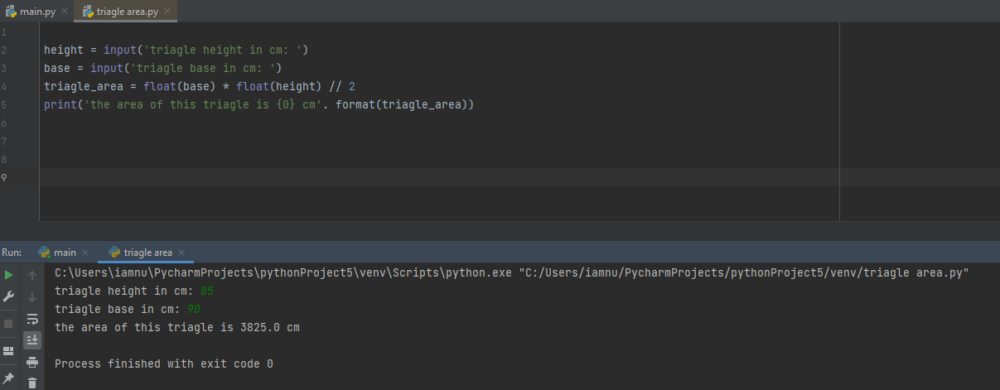 main.py triagle area.py
1
2 height = input('triagle height in cm: ')
3 base = input('triagle base in cm: ')
4 triagle_area = float(base) * float(height) // 2
5 print('the area of this triagle is {0} cm'. format(triagle_area))
6
7
8
9
Run: main triagle area
C:\Users\iamnu\PycharmProjects\pythonProject5\venv\Scripts\python.exe "C:/Users/iamnu/PycharmProjects/pythonProject5/venv/triagle area.py"
triagle height in cm: 85
triagle base in cm: 90
the area of this triagle is 3825.0 cm
Process finished with exit code 0